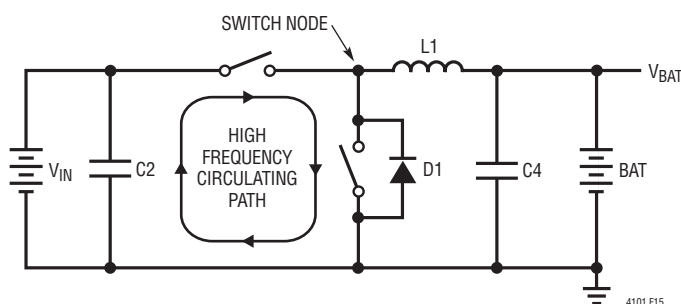 SWITCH NODE
L1
V_BAT
V_IN
C2
HIGH
FREQUENCY
CIRCULATING
PATH
D1
C4
BAT
4101 F15